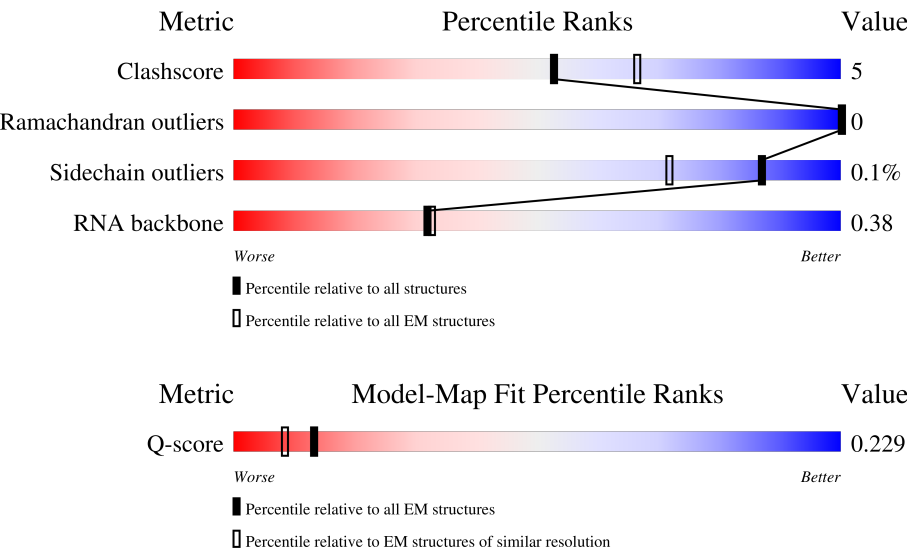 Metric Percentile Ranks Value
Clashscore 5
Ramachandran outliers 0
Sidechain outliers 0.1%
RNA backbone 0.38
Worse Better
Percentile relative to all structures
Percentile relative to all EM structures
Metric Model-Map Fit Percentile Ranks Value
Q-score 0.229
Worse Better
Percentile relative to all EM structures
Percentile relative to EM structures of similar resolution